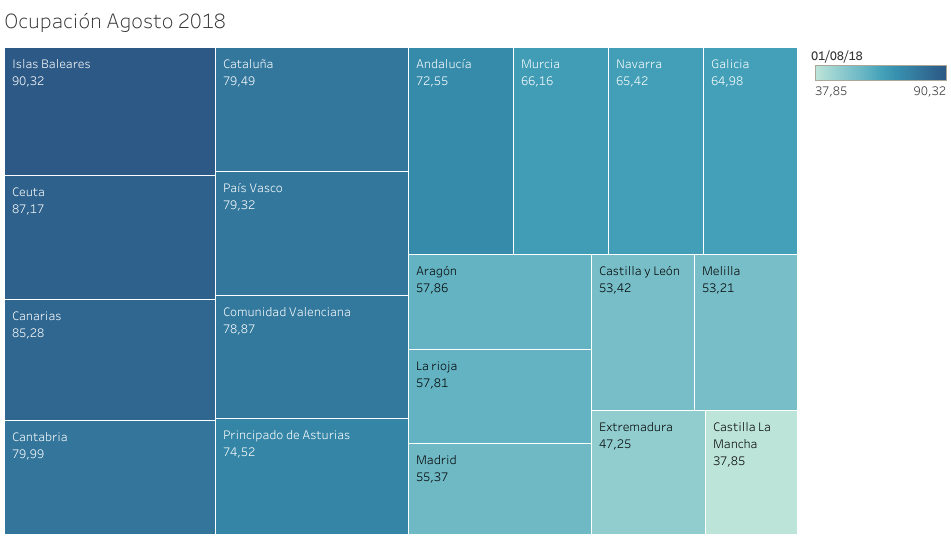 Ocupación Agosto 2018
Islas Baleares
90,32
Ceuta
87,17
Canarias
85,28
Cantabria
79,99
Cataluña
79,49
País Vasco
79,32
Comunidad Valenciana
78,87
Principado de Asturias
74,52
Andalucía
72,55
Murcia
66,16
Navarra
65,42
Galicia
64,98
Aragón
57,86
La rioja
57,81
Madrid
55,37
Castilla y León
53,42
Melilla
53,21
Extremadura
47,25
Castilla La
Mancha
37,85
01/08/18
37,85 90,32